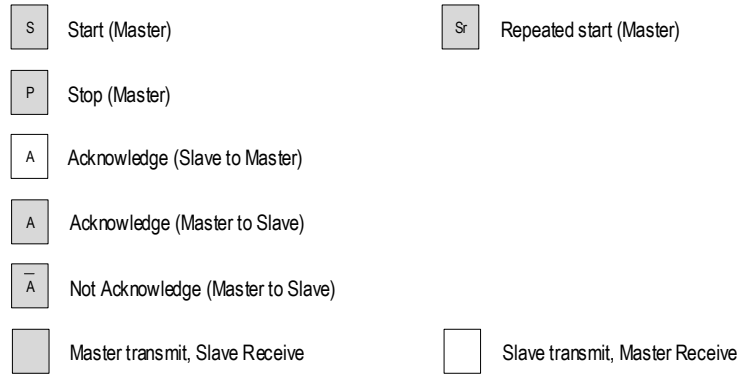 S Start (Master) Sr Repeated start (Master)
P Stop (Master)
A Acknowledge (Slave to Master)
A Acknowledge (Master to Slave)
A̅ Not Acknowledge (Master to Slave)
Master transmit, Slave Receive Slave transmit, Master Receive